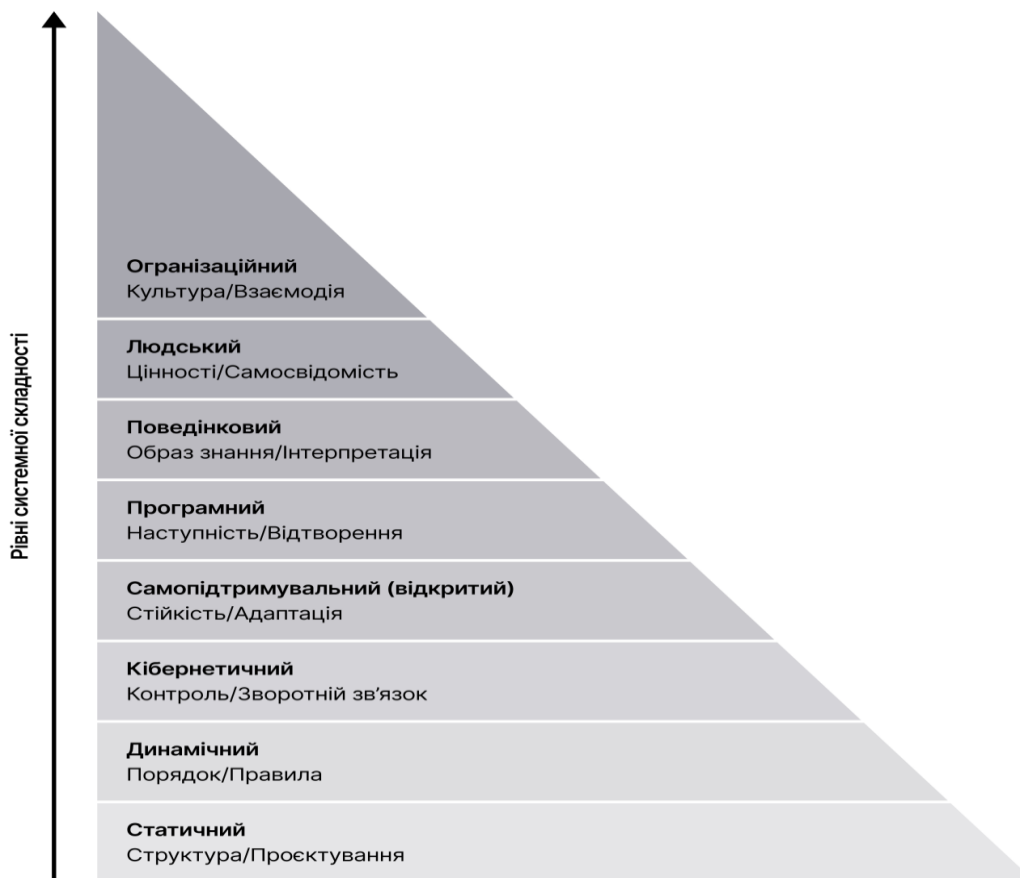 Огранізаційний
Культура/Взаємодія
Людський
Цінності/Самосвідомість
Поведінковий
Образ знання/Інтерпретація
Програмний
Наступність/Відтворення
Самопідтримувальний (відкритий)
Стійкість/Адаптація
Кібернетичний
Контроль/Зворотній зв’язок
Динамічний
Порядок/Правила
Статичний
Структура/Проєктування
Рівні системної складності